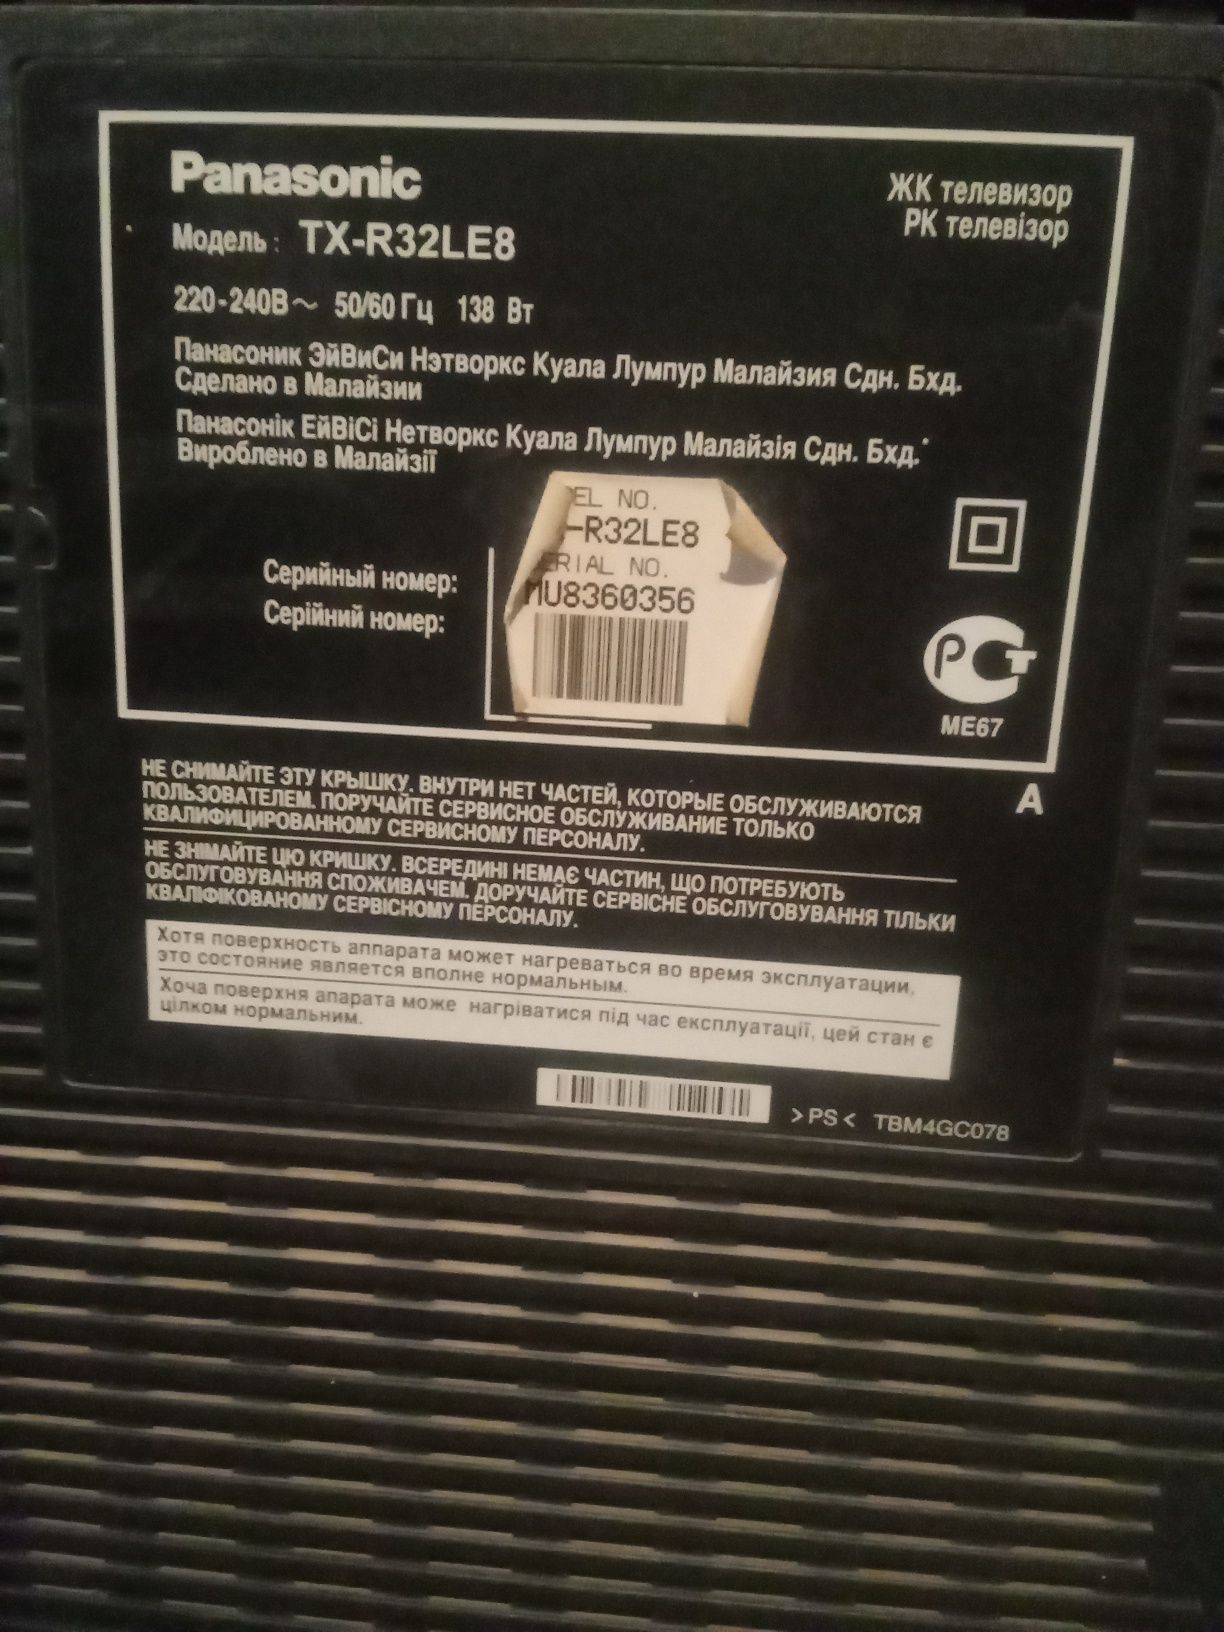 Panasonic
ЖК телевизор
РК телевізор
Модель : TX-R32LE8
220-240В~ 50/60 Гц 138 Вт
Панасоник ЭйВиСи Нэтворкс Куала Лумпур Малайзия Сдн. Бхд.
Сделано в Малайзии
Панасонік ЕйВіСі Нетворкс Куала Лумпур Малайзія Сдн. Бхд.
Вироблено в Малайзії
EL NO.
-R32LE8
ERIAL NO.
MU8360356
Серийный номер:
Серійний номер:
РСТ
ME67
A
НЕ СНИМАЙТЕ ЭТУ КРЫШКУ. ВНУТРИ НЕТ ЧАСТЕЙ, КОТОРЫЕ ОБСЛУЖИВАЮТСЯ
ПОЛЬЗОВАТЕЛЕМ. ПОРУЧАЙТЕ СЕРВИСНОЕ ОБСЛУЖИВАНИЕ ТОЛЬКО
КВАЛИФИЦИРОВАННОМУ СЕРВИСНОМУ ПЕРСОНАЛУ.
НЕ ЗНІМАЙТЕ ЦЮ КРИШКУ. ВСЕРЕДИНІ НЕМАЄ ЧАСТИН, ЩО ПОТРЕБУЮТЬ
ОБСЛУГОВУВАННЯ СПОЖИВАЧЕМ. ДОРУЧАЙТЕ СЕРВІСНЕ ОБСЛУГОВУВАННЯ ТІЛЬКИ
КВАЛІФІКОВАНОМУ СЕРВІСНОМУ ПЕРСОНАЛУ.
Хотя поверхность аппарата может нагреваться во время эксплуатации,
это состояние является вполне нормальным.
Хоча поверхня апарата може нагріватися під час експлуатації, цей стан є
цілком нормальним.
>PS< TBM4GC078